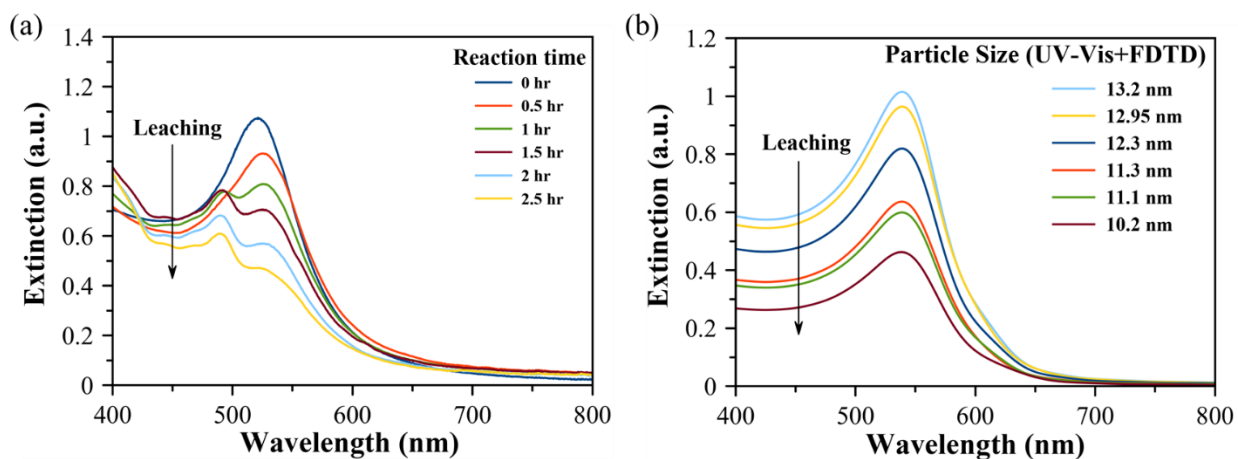 (a)
1.4
1.2
1
0.8
0.6
0.4
0.2
0
Extinction (a.u.)
400
500
600
700
800
Wavelength (nm)
Leaching
Reaction time
0 hr
0.5 hr
1 hr
1.5 hr
2 hr
2.5 hr
(b)
1.2
1
0.8
0.6
0.4
0.2
0
Extinction (a.u.)
400
500
600
700
800
Wavelength (nm)
Leaching
Particle Size (UV-Vis+FDTD)
13.2 nm
12.95 nm
12.3 nm
11.3 nm
11.1 nm
10.2 nm